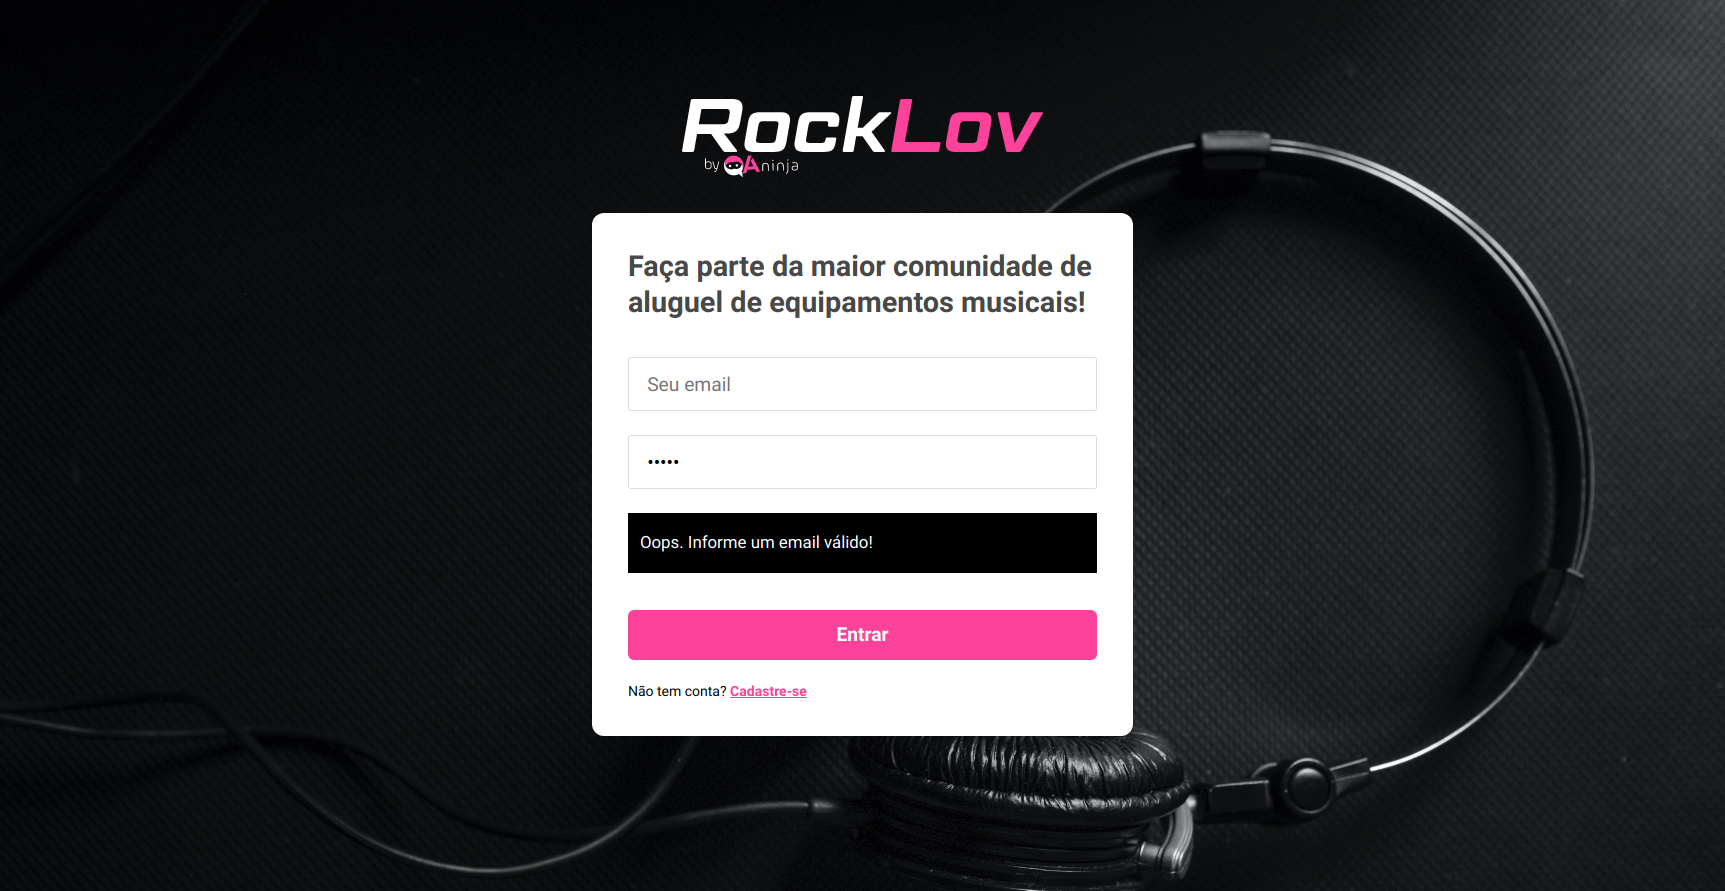 RockLov
by QAninja
Faça parte da maior comunidade de
aluguel de equipamentos musicais!
Seu email
•••••
Oops. Informe um email válido!
Entrar
Não tem conta? Cadastre-se